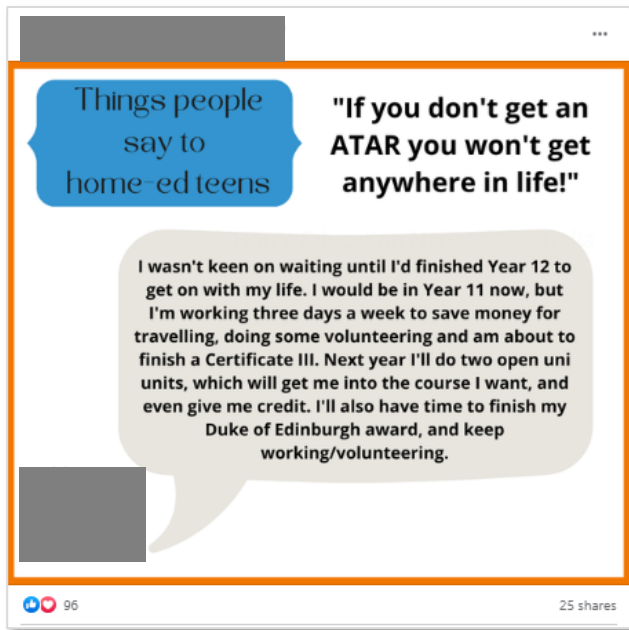 Things people
say to
home-ed teens
"If you don't get an
ATAR you won't get
anywhere in life!"
I wasn't keen on waiting until I'd finished Year 12 to
get on with my life. I would be in Year 11 now, but
I'm working three days a week to save money for
travelling, doing some volunteering and am about to
finish a Certificate III. Next year I'll do two open uni
units, which will get me into the course I want, and
even give me credit. I'll also have time to finish my
Duke of Edinburgh award, and keep
working/volunteering.
96
25 shares